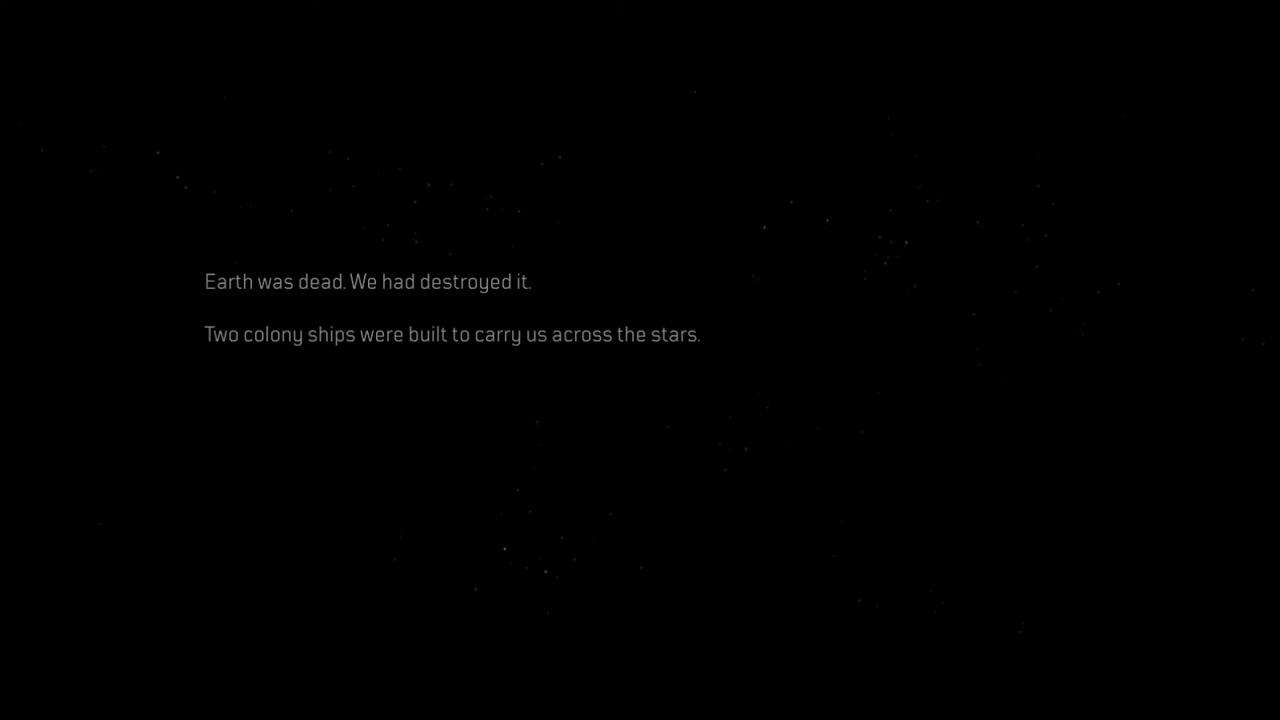 Earth was dead. We had destroyed it.
Two colony ships were built to carry us across the stars.